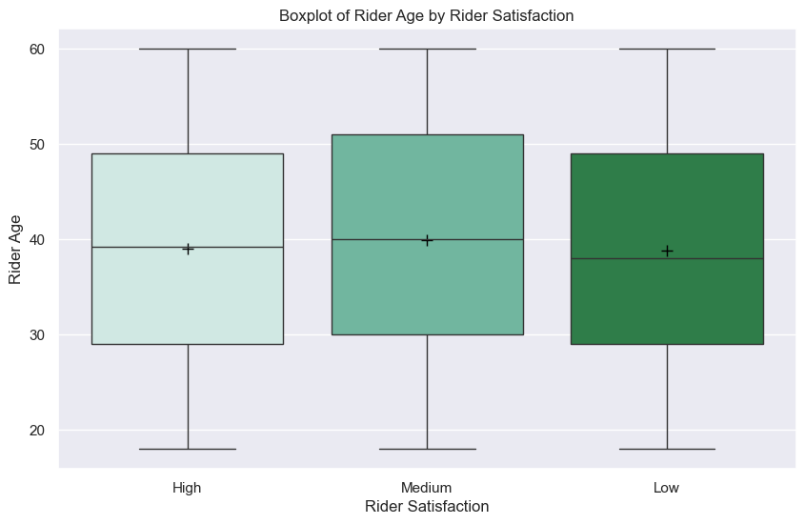 Boxplot of Rider Age by Rider Satisfaction
60
50
40
30
20
Rider Age
High Medium Low
Rider Satisfaction